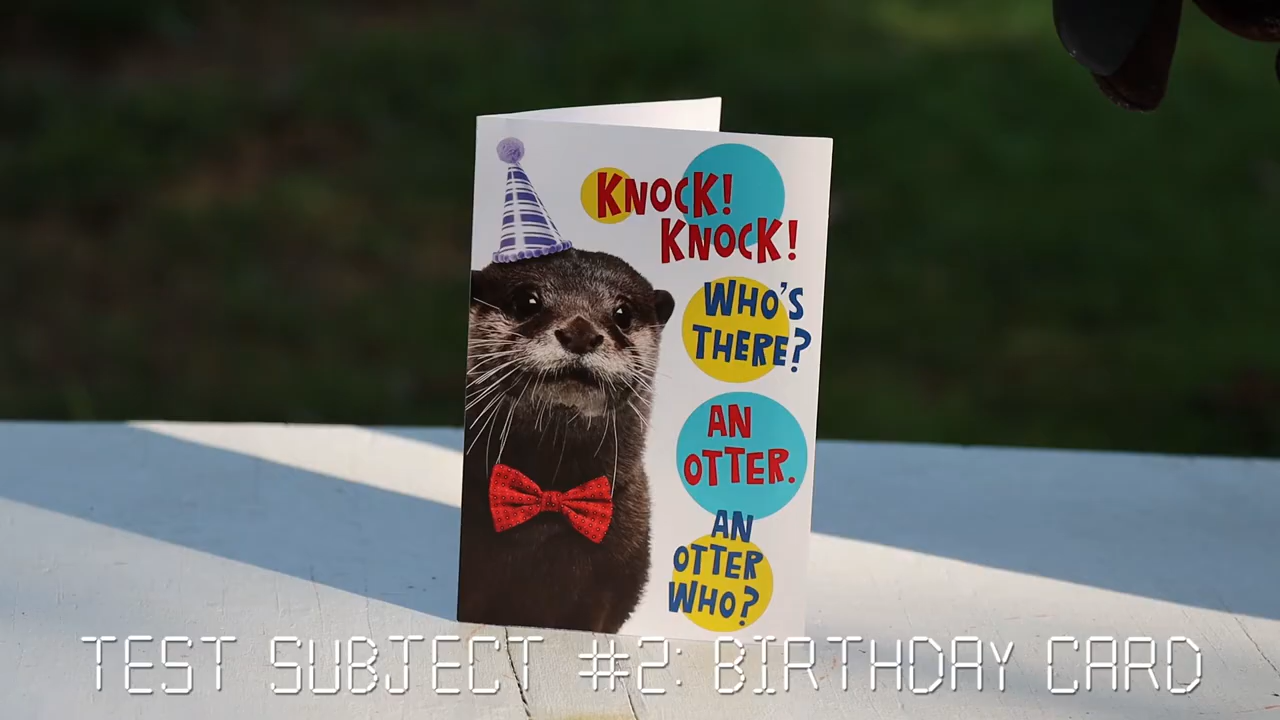 KNOCK!
KNOCK!
WHO'S
THERE?
AN
OTTER.
AN
OTTER
WHO?
TEST SUBJECT #2: BIRTHDAY CARD